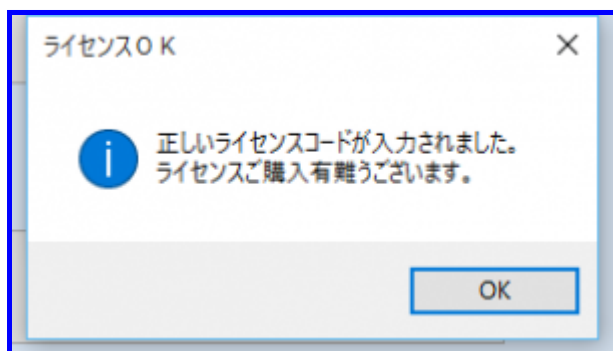 ライセンスＯＫ
正しいライセンスコードが入力されました。
ライセンスご購入有難うございます。
OK